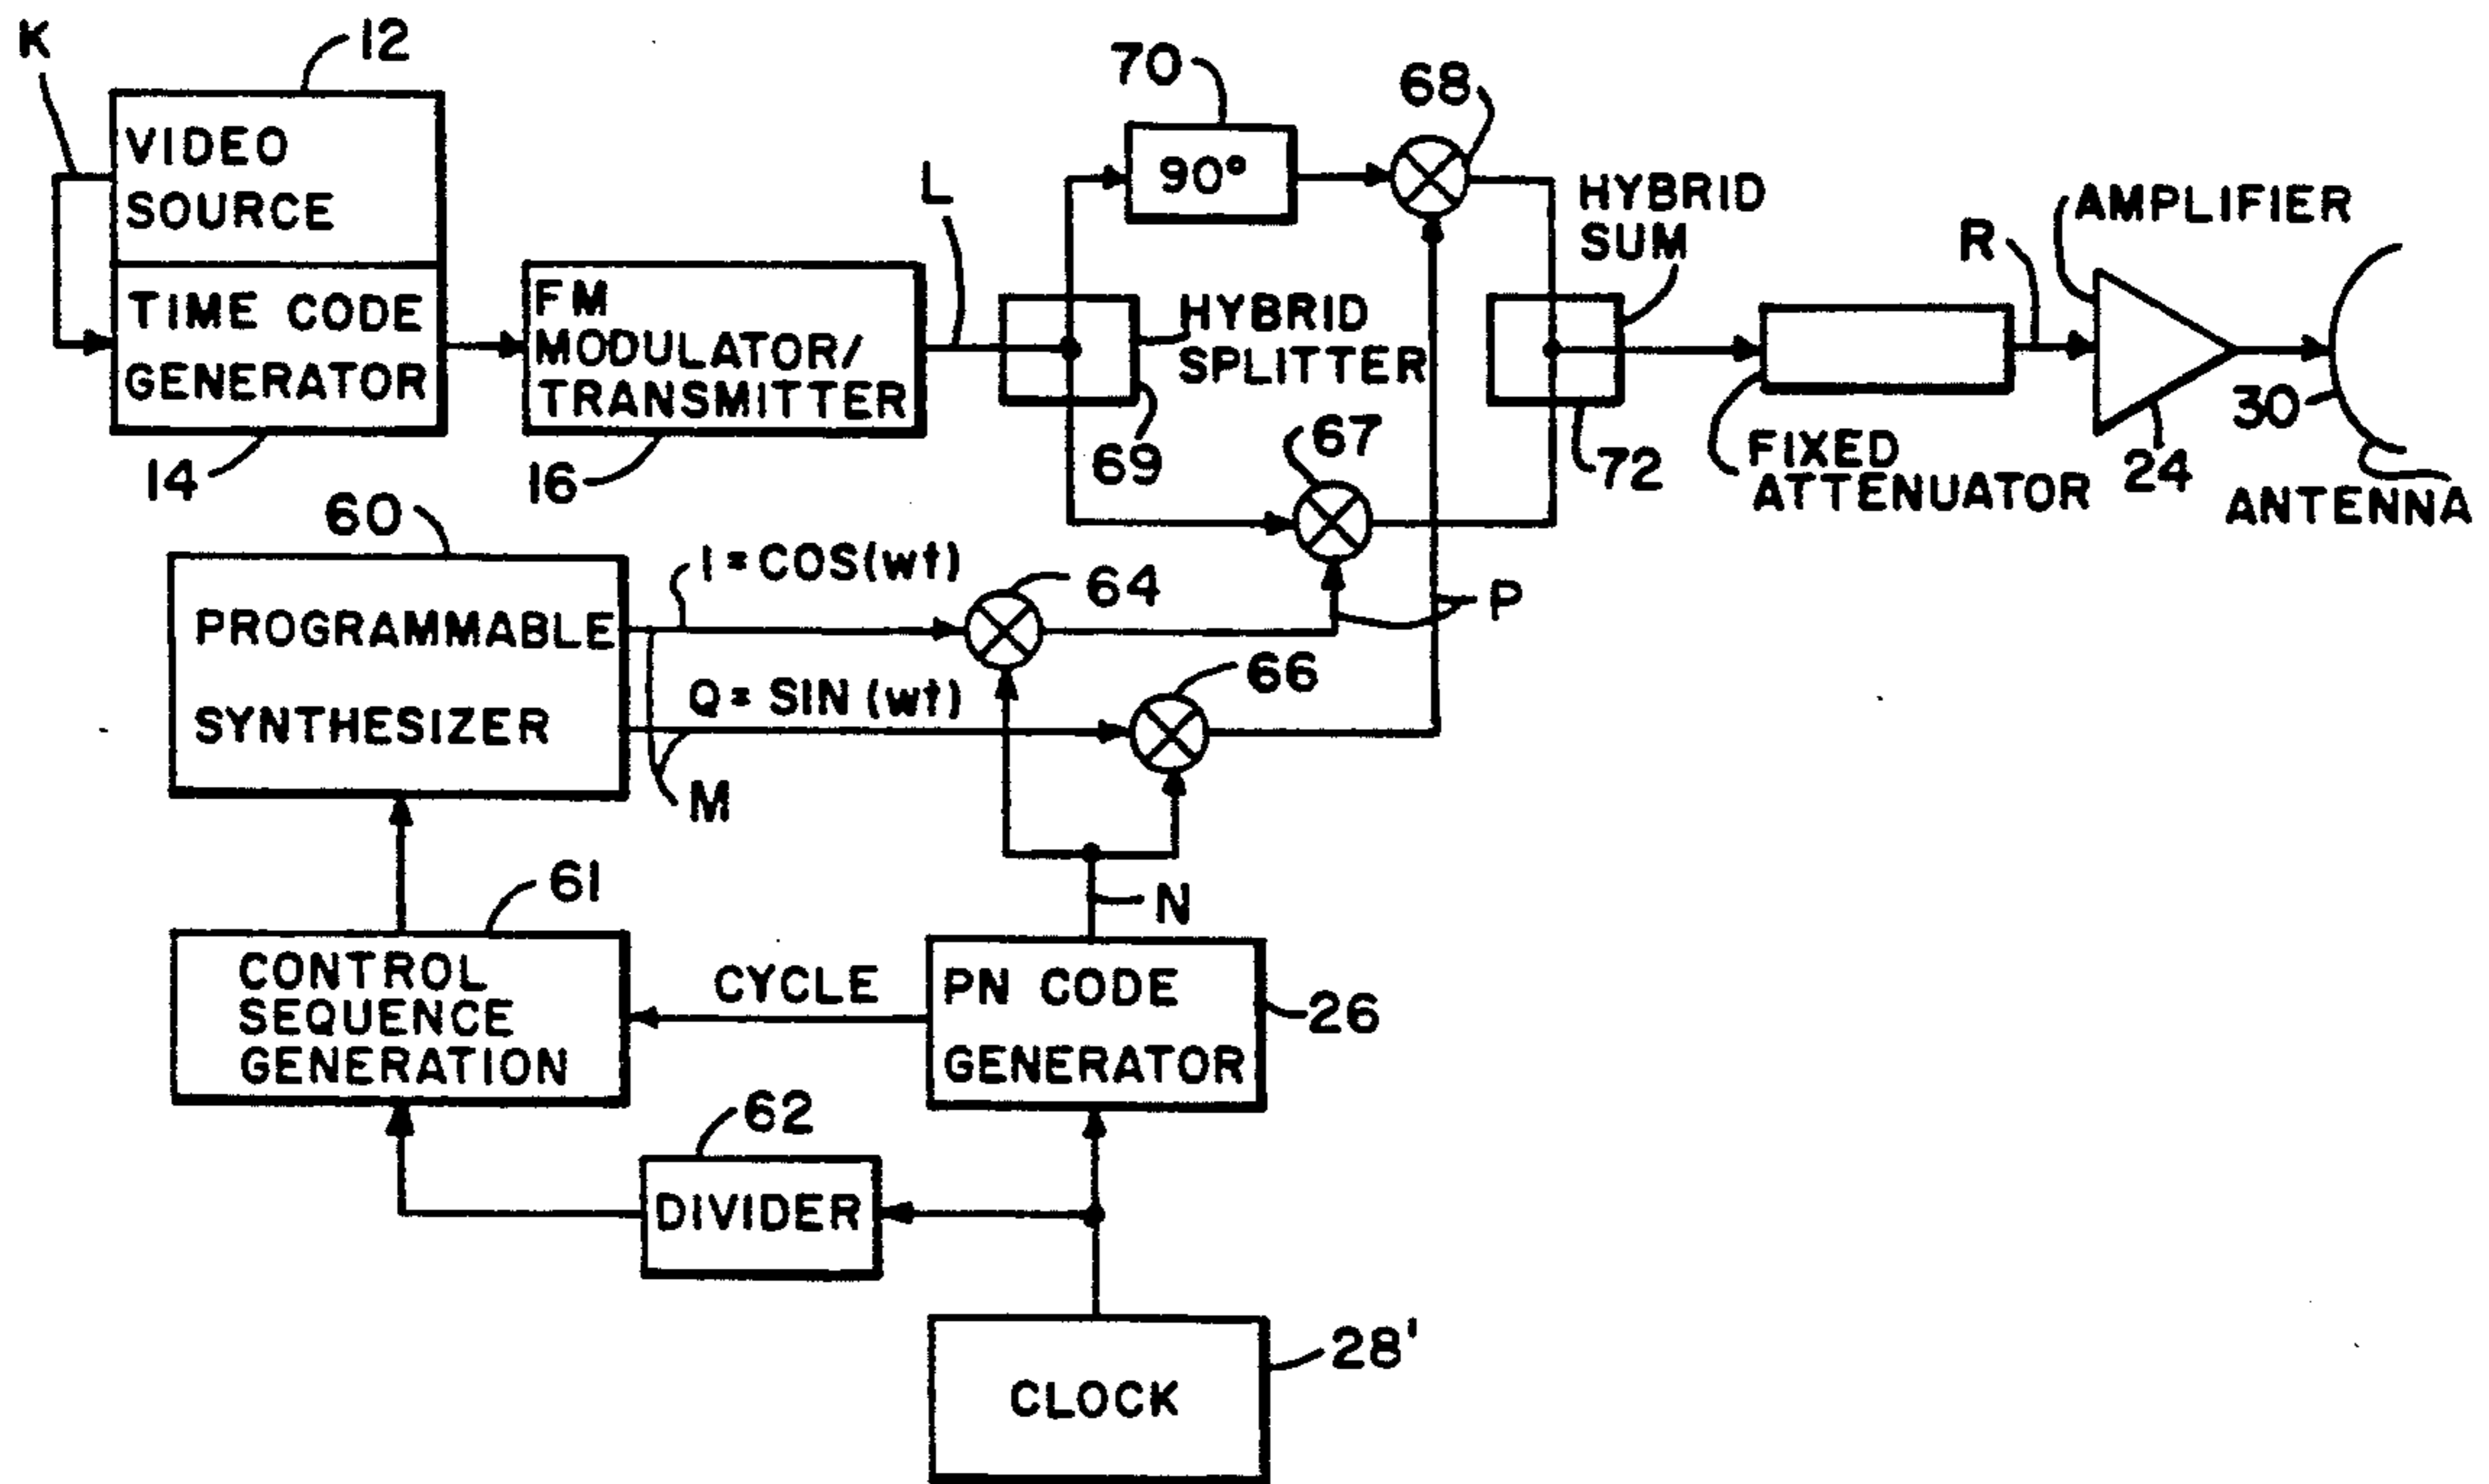 K
12
VIDEO
SOURCE
TIME CODE
GENERATOR
14
FM
MODULATOR/
TRANSMITTER
16
L
70
90°
68
HYBRID
SPLITTER
69
67
HYBRID
SUM
72
FIXED
ATTENUATOR
R
AMPLIFIER
24
30
ANTENNA
60
PROGRAMMABLE
SYNTHESIZER
I = COS(wt)
Q = SIN (wt)
M
64
66
P
N
61
CONTROL
SEQUENCE
GENERATION
CYCLE
PN CODE
GENERATOR
26
62
DIVIDER
CLOCK
28'